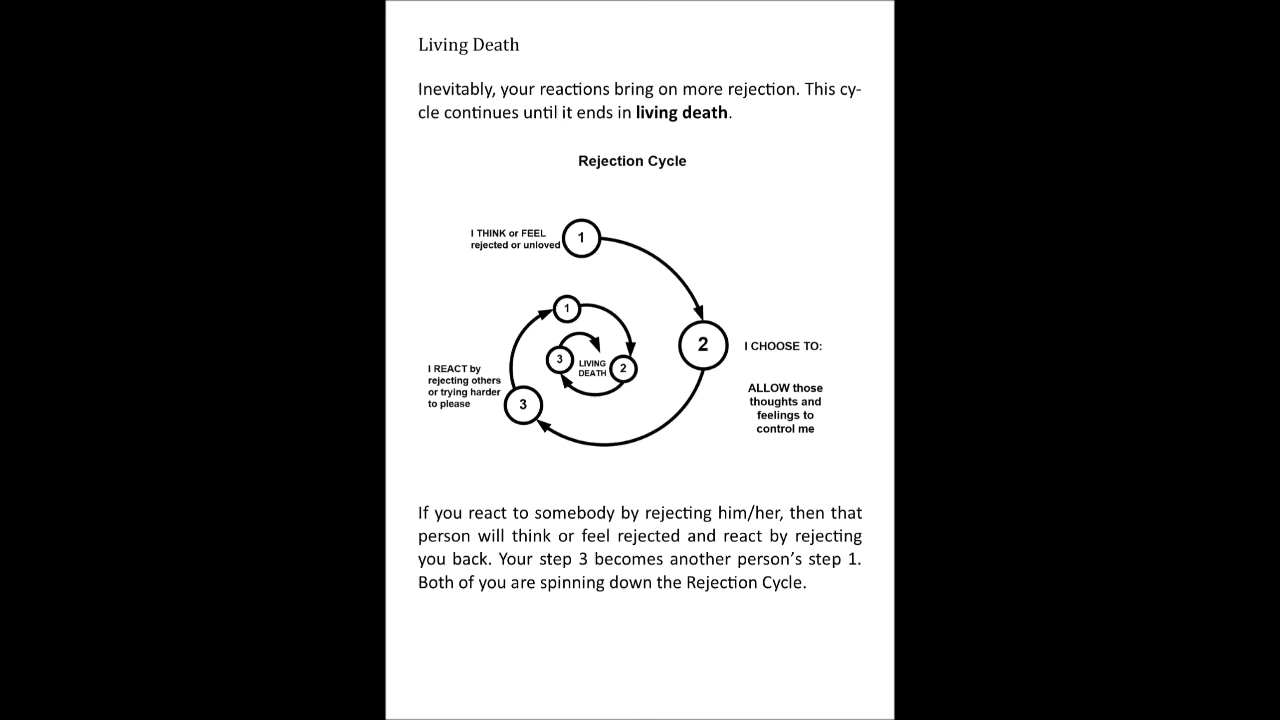 Living Death
Inevitably, your reactions bring on more rejection. This cy-
cle continues until it ends in living death.
Rejection Cycle
I THINK or FEEL
rejected or unloved
1
2
I CHOOSE TO:
ALLOW those
thoughts and
feelings to
control me
I REACT by
rejecting others
or trying harder
to please
3
1
2
3
LIVING
DEATH
If you react to somebody by rejecting him/her, then that
person will think or feel rejected and react by rejecting
you back. Your step 3 becomes another person's step 1.
Both of you are spinning down the Rejection Cycle.